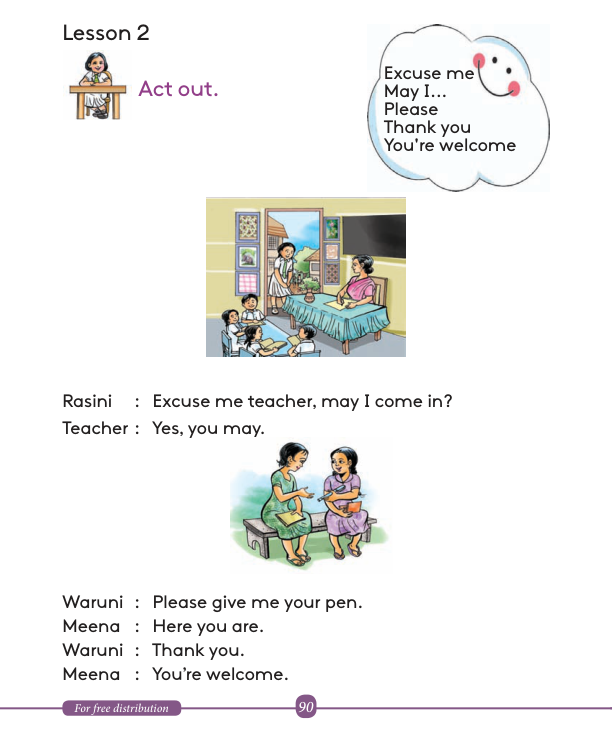 Lesson 2
Act out.
Excuse me
May I...
Please
Thank you
You're welcome
Rasini : Excuse me teacher, may I come in?
Teacher : Yes, you may.
Waruni : Please give me your pen.
Meena : Here you are.
Waruni : Thank you.
Meena : You're welcome.
For free distribution
90